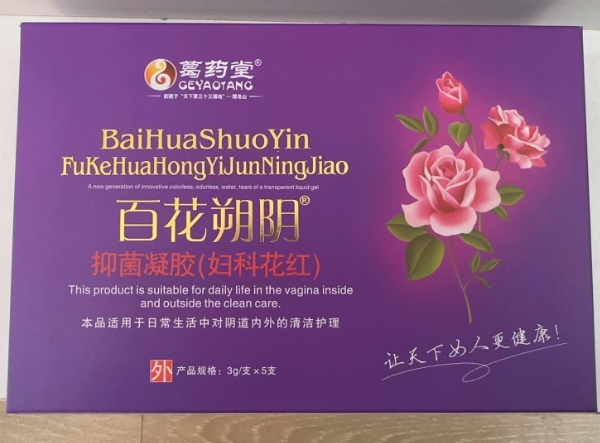 葛药堂®
GEYAOTANG
BaiHuaShuoYin
FuKeHuaHongYiJunNingJiao
A new generation of innovative colorless, odorless, water, tears of a transparent liquid gel
百花朔阴®
抑菌凝胶(妇科花红)
This product is suitable for daily life in the vagina inside
and outside the clean care.
本品适用于日常生活中对阴道内外的清洁护理
外 产品规格：3g/支×5支
让天下女人更健康!